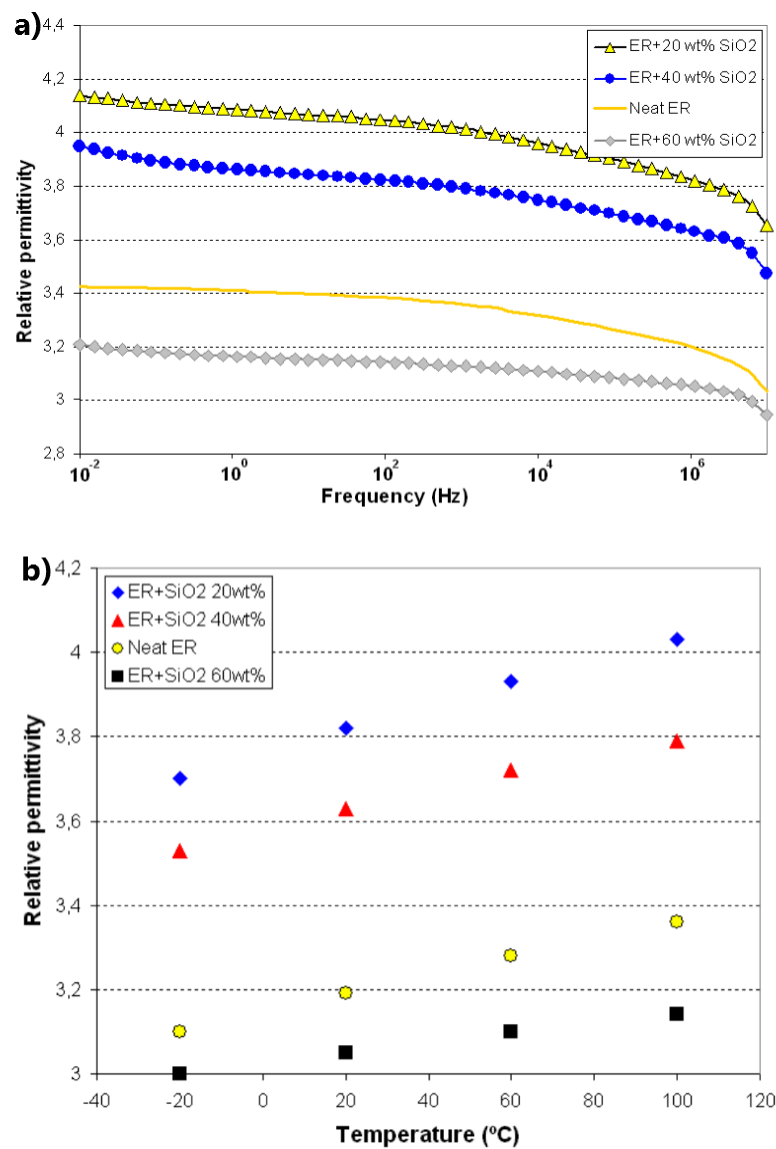 a)
4,4
4,2
4
3,8
3,6
3,4
3,2
3
2,8
Relative permittivity
ER+20 wt% SiO2
ER+40 wt% SiO2
Neat ER
ER+60 wt% SiO2
10-2 100 102 104 106
Frequency (Hz)
b)
4,2
4
3,8
3,6
3,4
3,2
3
Relative permittivity
ER+SiO2 20wt%
ER+SiO2 40wt%
Neat ER
ER+SiO2 60wt%
-40 -20 0 20 40 60 80 100 120
Temperature (ºC)